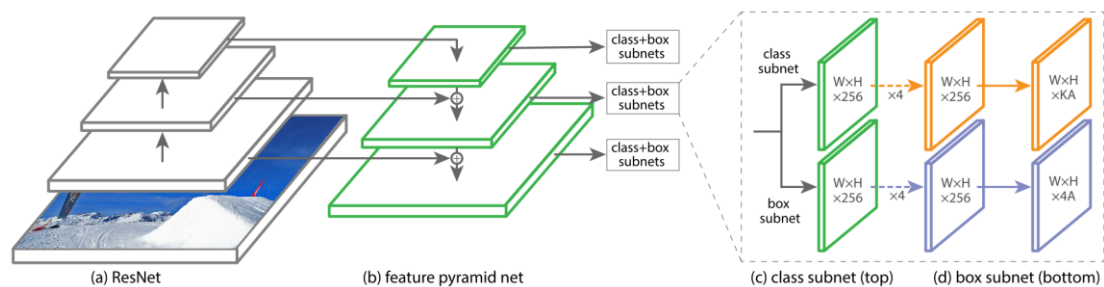 class+box
subnets
class+box
subnets
class+box
subnets
class
subnet
W×H
×256
×4
W×H
×256
W×H
×KA
box
subnet
W×H
×256
×4
W×H
×256
W×H
×4A
(a) ResNet
(b) feature pyramid net
(c) class subnet (top)
(d) box subnet (bottom)